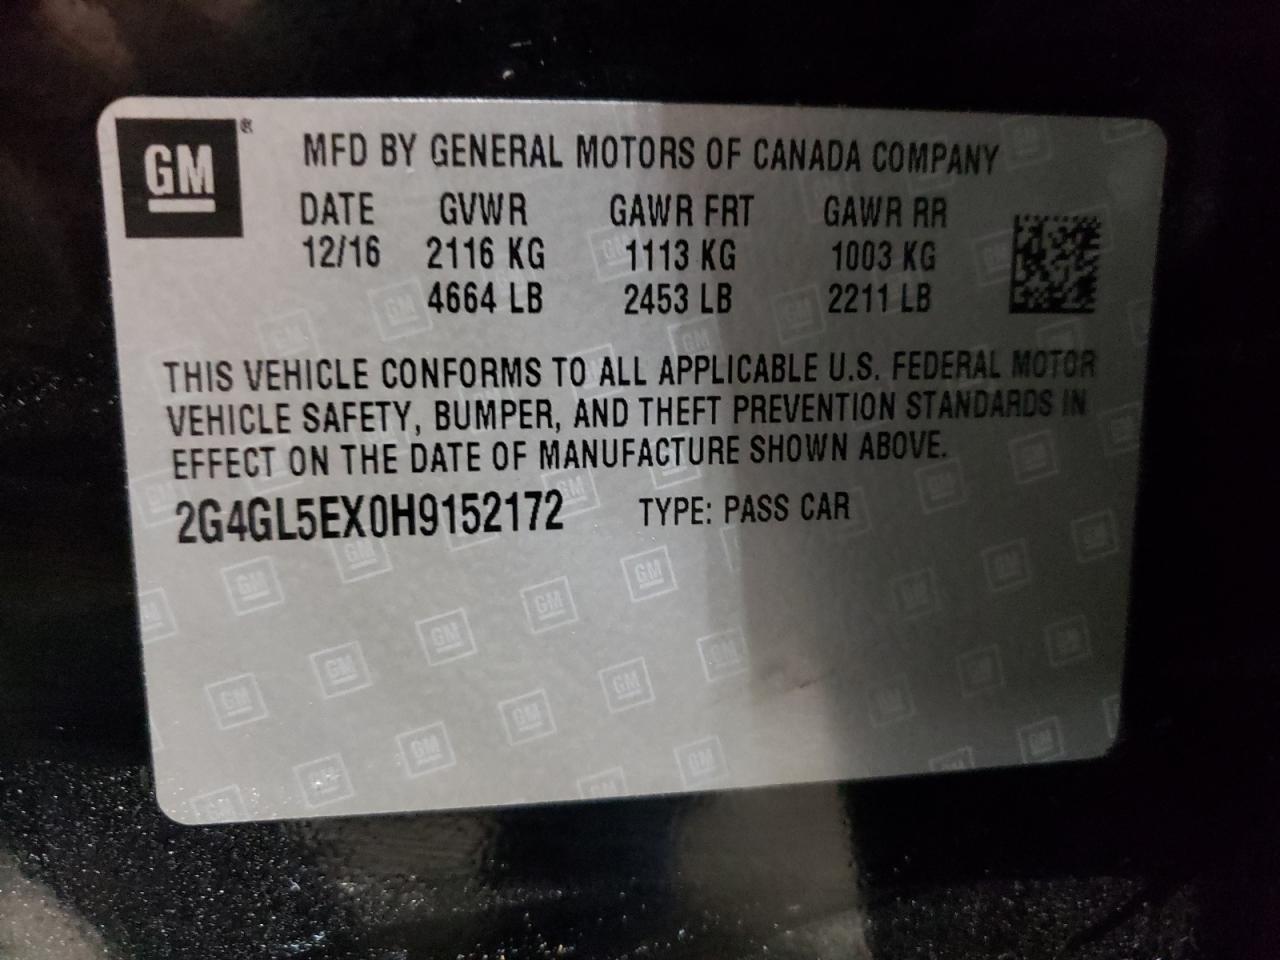 GM®
MFD BY GENERAL MOTORS OF CANADA COMPANY
DATE GVWR GAWR FRT GAWR RR
12/16 2116 KG 1113 KG 1003 KG
4664 LB 2453 LB 2211 LB
THIS VEHICLE CONFORMS TO ALL APPLICABLE U.S. FEDERAL MOTOR
VEHICLE SAFETY, BUMPER, AND THEFT PREVENTION STANDARDS IN
EFFECT ON THE DATE OF MANUFACTURE SHOWN ABOVE.
2G4GL5EX0H9152172 TYPE: PASS CAR